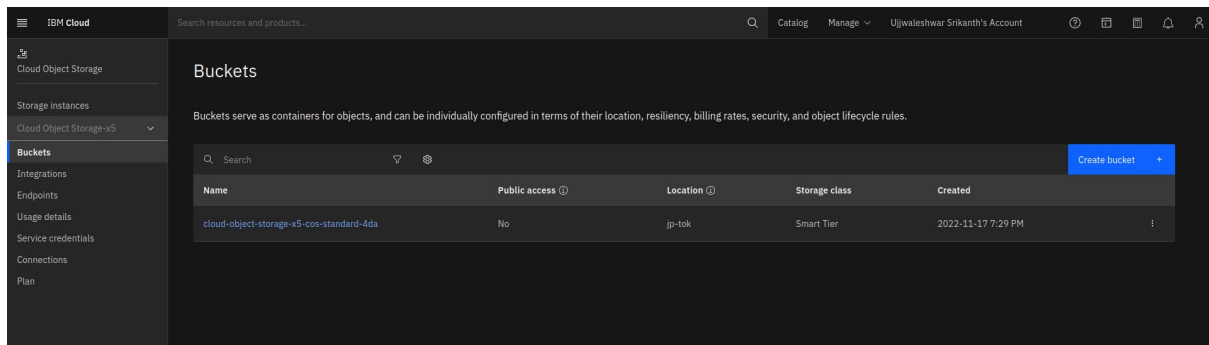 IBM Cloud
Search resources and products...
Catalog
Manage
Ujjwaleshwar Srikanth's Account
Cloud Object Storage
Storage instances
Cloud Object Storage-x5
Buckets
Integrations
Endpoints
Usage details
Service credentials
Connections
Plan
Buckets
Buckets serve as containers for objects, and can be individually configured in terms of their location, resiliency, billing rates, security, and object lifecycle rules.
Search
Create bucket +
Name Public access Location Storage class Created
cloud-object-storage-x5-cos-standard-4da No jp-tok Smart Tier 2022-11-17 7:29 PM